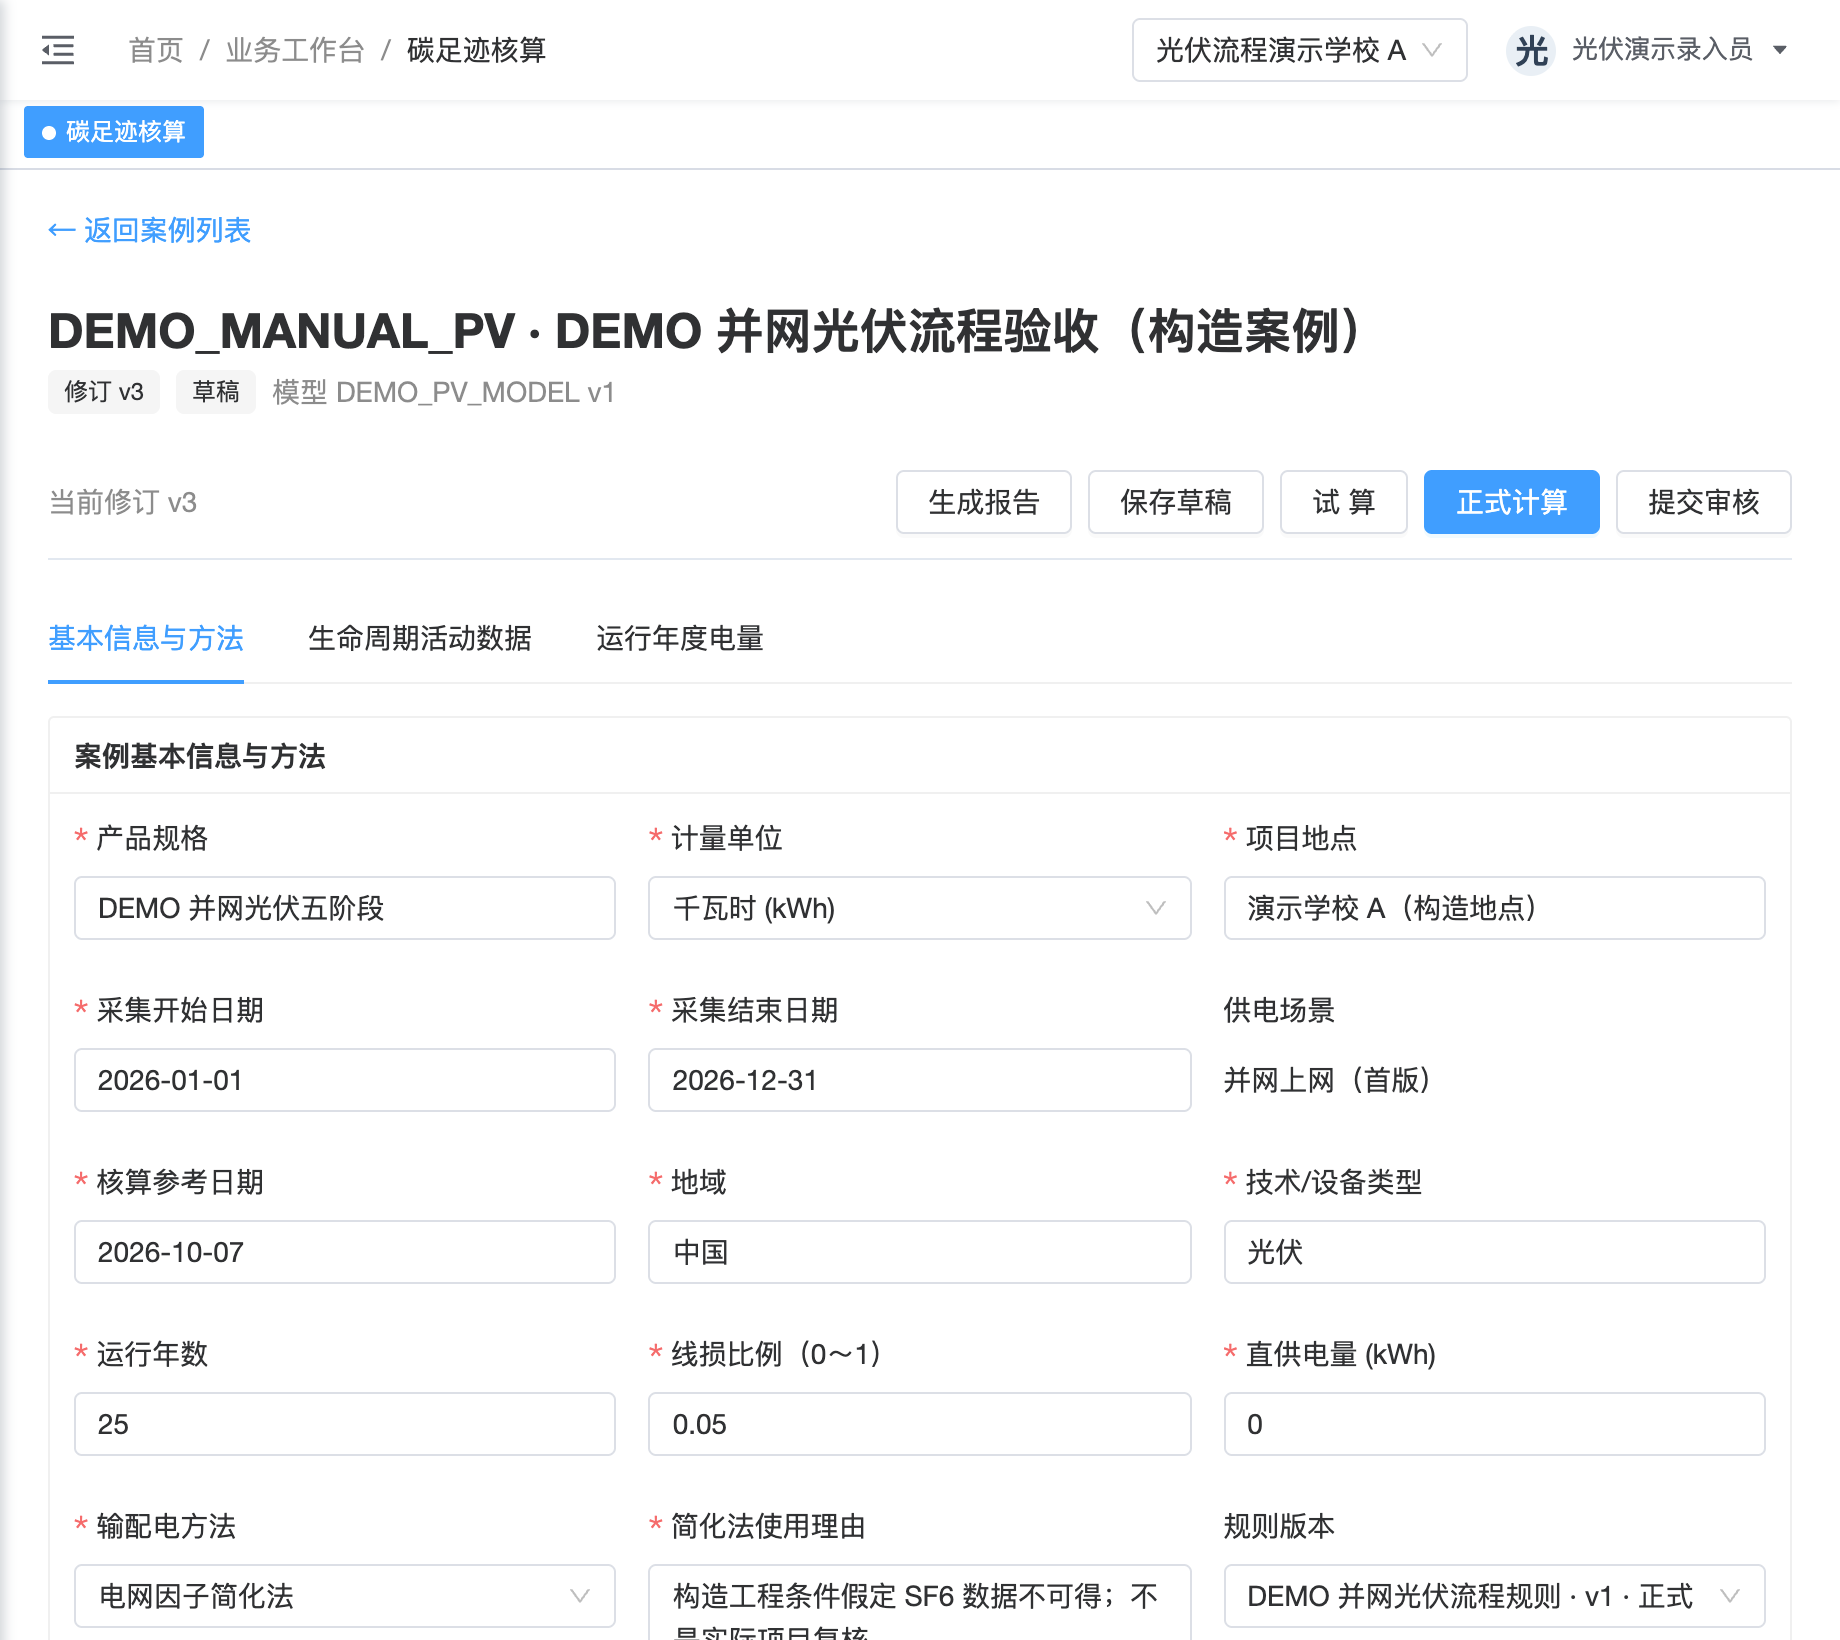 首页 / 业务工作台 / 碳足迹核算
光伏流程演示学校 A
光 光伏演示录入员
碳足迹核算
← 返回案例列表
DEMO_MANUAL_PV · DEMO 并网光伏流程验收（构造案例）
修订 v3 草稿 模型 DEMO_PV_MODEL v1
当前修订 v3
生成报告 保存草稿 试 算 正式计算 提交审核
基本信息与方法 生命周期活动数据 运行年度电量
案例基本信息与方法
* 产品规格 * 计量单位 * 项目地点
DEMO 并网光伏五阶段 千瓦时 (kWh) 演示学校 A（构造地点）
* 采集开始日期 * 采集结束日期 供电场景
2026-01-01 2026-12-31 并网上网（首版）
* 核算参考日期 * 地域 * 技术/设备类型
2026-10-07 中国 光伏
* 运行年数 * 线损比例（0～1） * 直供电量 (kWh)
25 0.05 0
* 输配电方法 * 简化法使用理由 规则版本
电网因子简化法 构造工程条件假定 SF6 数据不可得；不 DEMO 并网光伏流程规则 · v1 · 正式
是实际项目复核